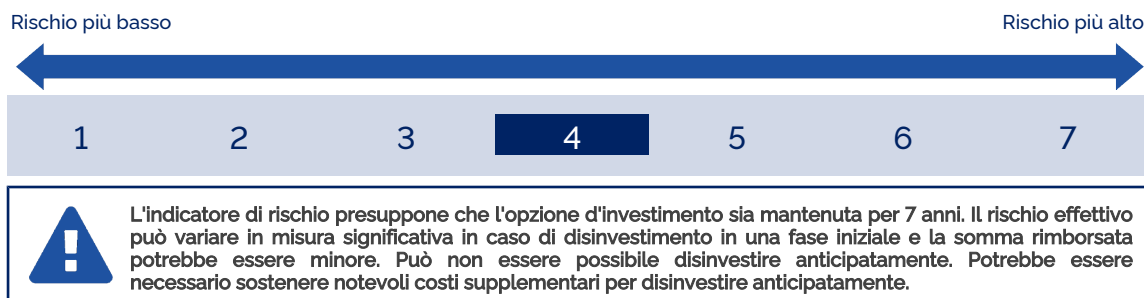 Rischio più basso Rischio più alto
1 2 3 4 5 6 7
L'indicatore di rischio presuppone che l'opzione d'investimento sia mantenuta per 7 anni. Il rischio effettivo
può variare in misura significativa in caso di disinvestimento in una fase iniziale e la somma rimborsata
potrebbe essere minore. Può non essere possibile disinvestire anticipatamente. Potrebbe essere
necessario sostenere notevoli costi supplementari per disinvestire anticipatamente.